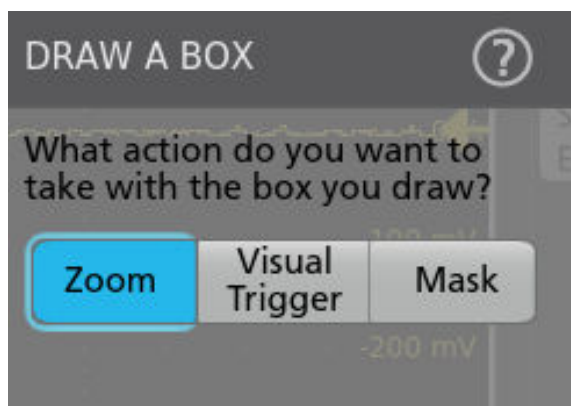 DRAW A BOX
?
What action do you want to
take with the box you draw?
Zoom
Visual
Trigger
Mask
-200 mV